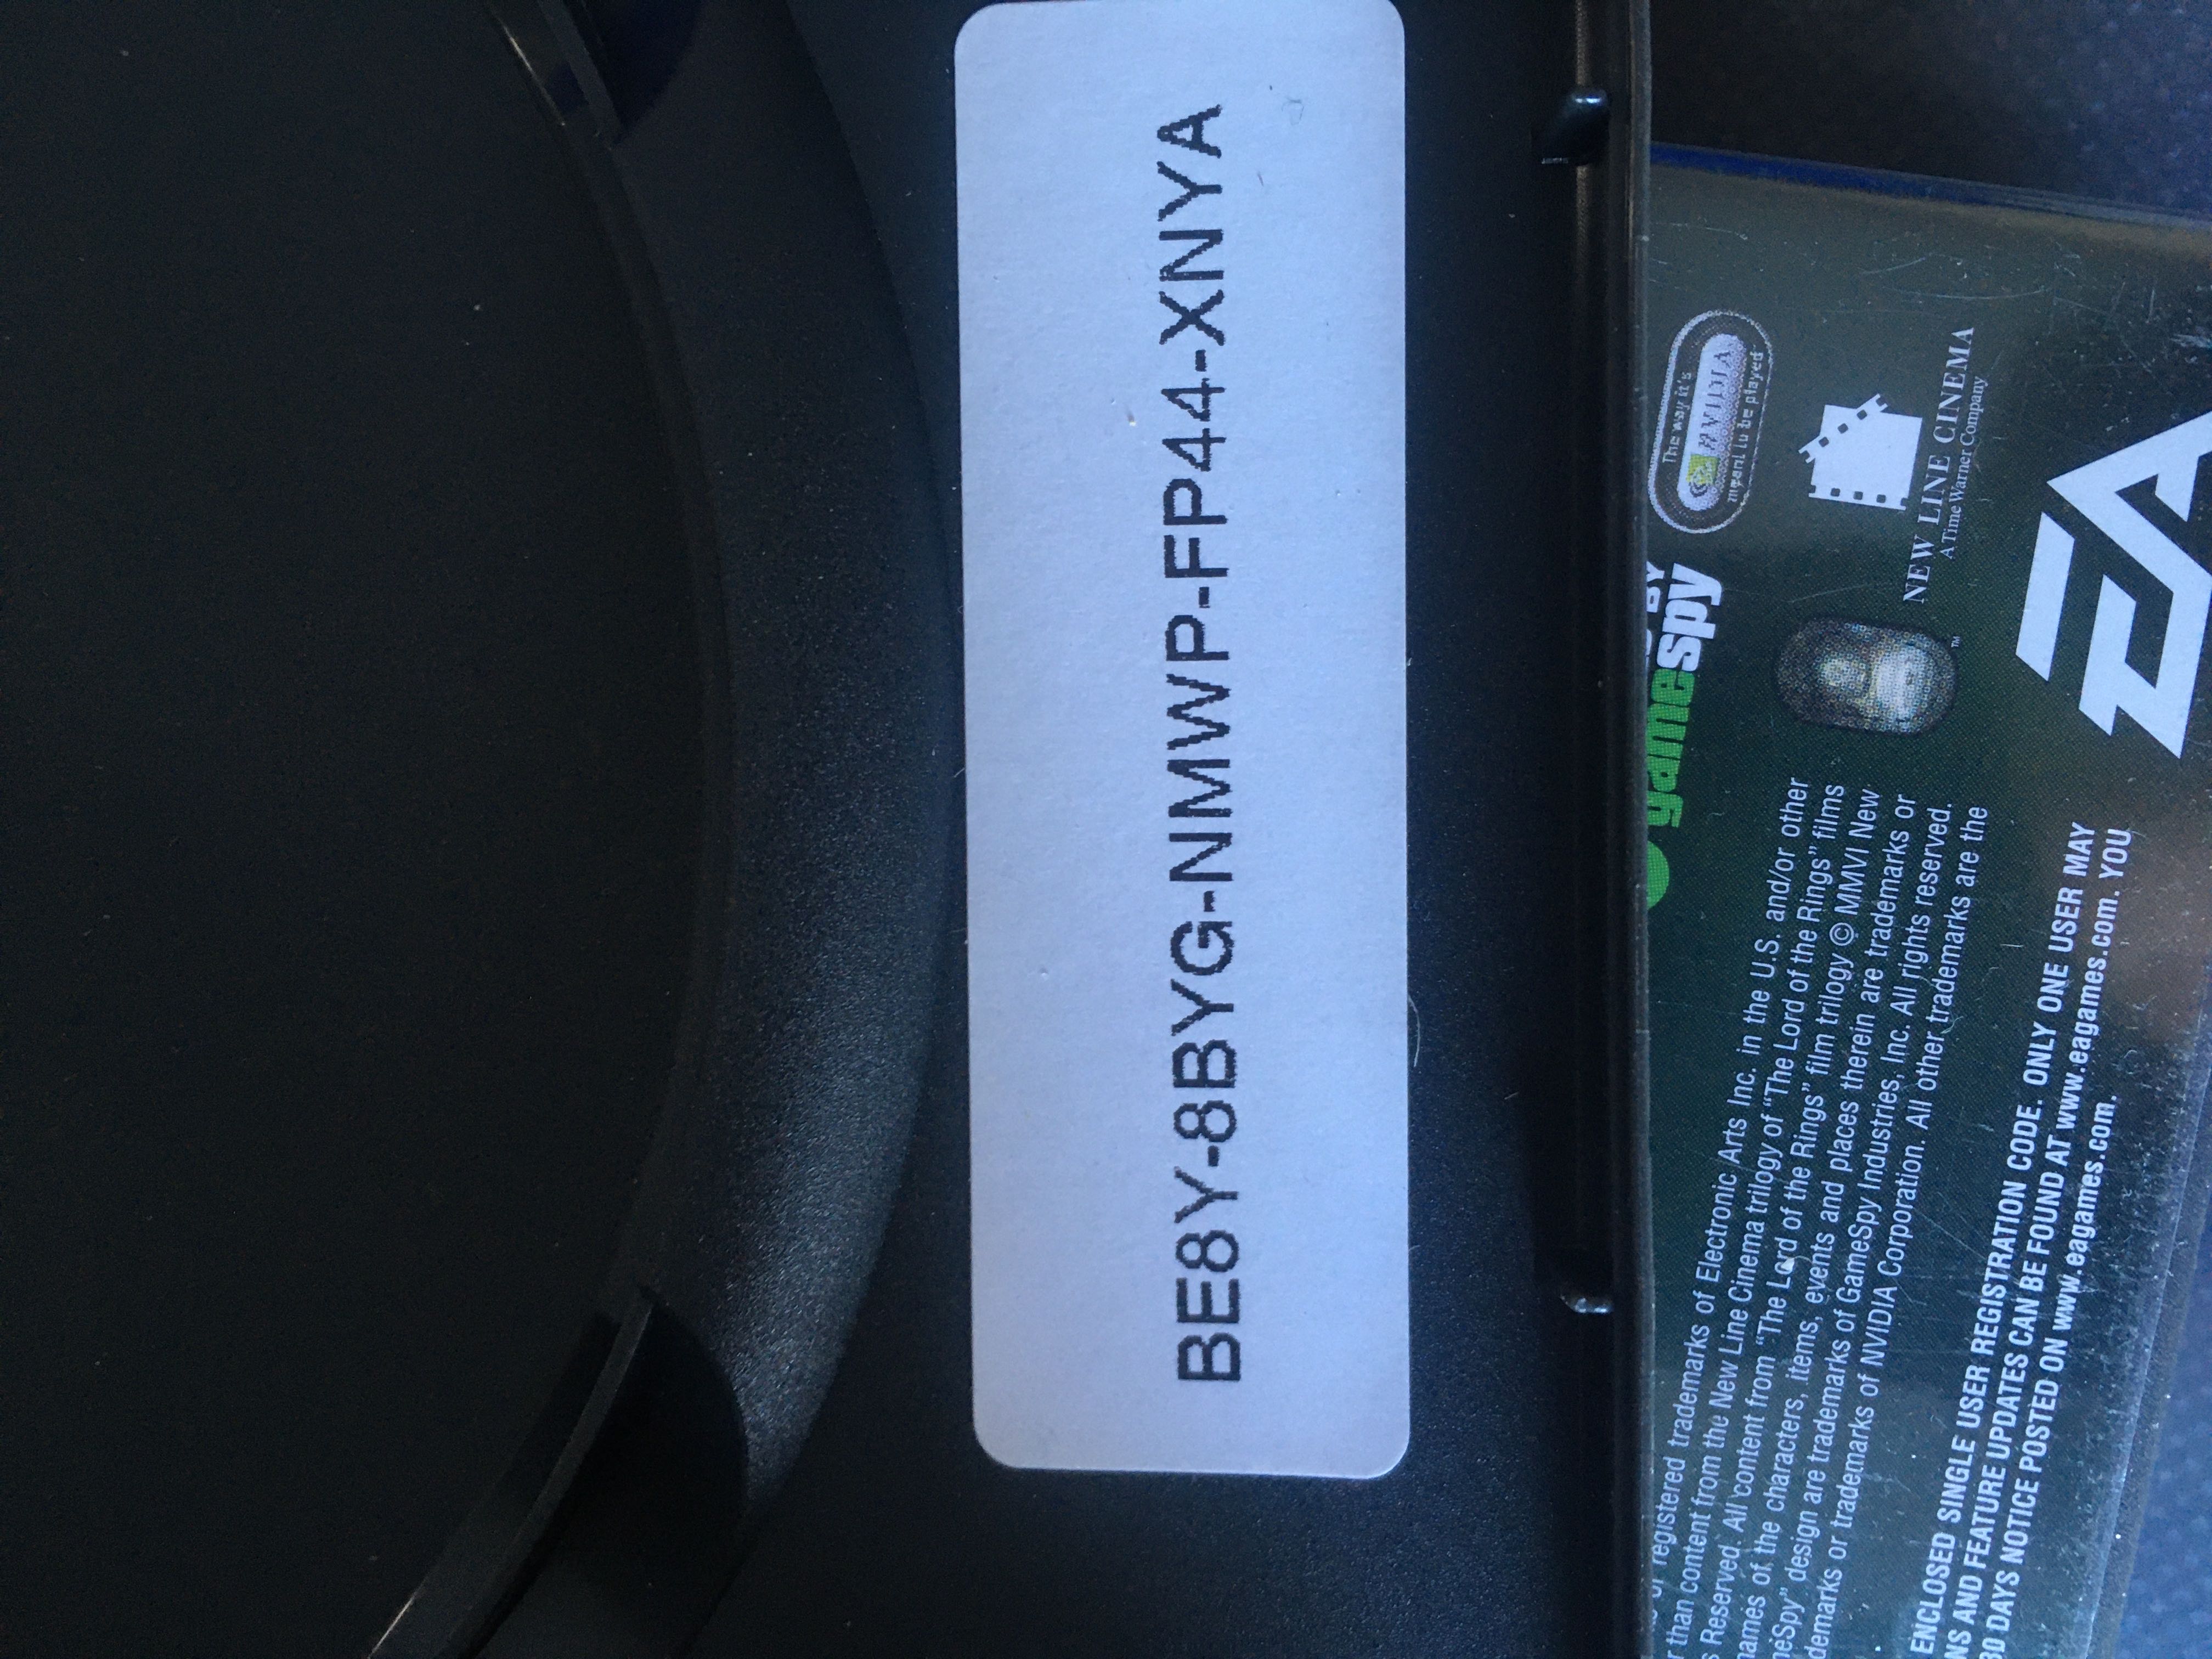 BE8Y-8BYG-NMWP-FP44-XNYA
BY
gamespy
The way it's
NVIDIA
meant to be played
NEW LINE CINEMA
A Time Warner Company
TM
EA
registered trademarks of Electronic Arts Inc. in the U.S. and/or other
than content from the New Line Cinema trilogy of "The Lord of the Rings" films
Reserved. All content from "The Lord of the Rings" film trilogy © MMVI New
names of the characters, items, events and places therein are trademarks or
design are trademarks of GameSpy Industries, Inc. All rights reserved.
or trademarks of NVIDIA Corporation. All other trademarks are the
ENCLOSED SINGLE USER REGISTRATION CODE. ONLY ONE USER MAY
AND FEATURE UPDATES CAN BE FOUND AT www.eagames.com. YOU
30 DAYS NOTICE POSTED ON www.eagames.com.